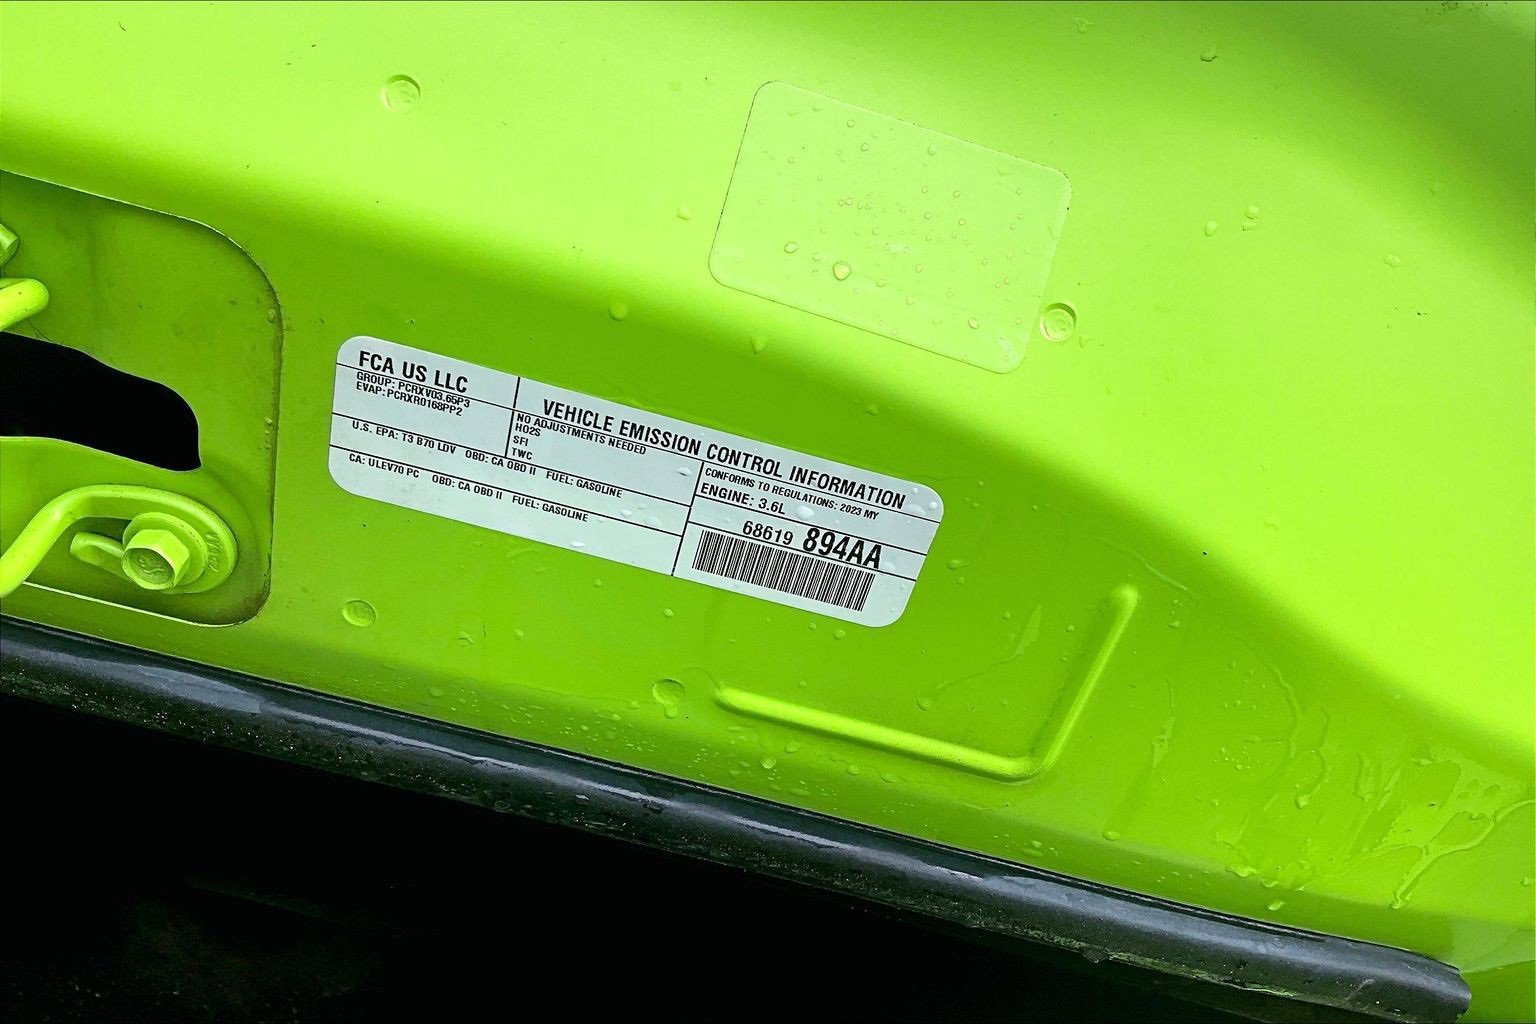 FCA US LLC
GROUP: PCRXV03.65P3
EVAP: PCRXR0168PP2
VEHICLE EMISSION CONTROL INFORMATION
NO ADJUSTMENTS NEEDED
HO2S
SFI
TWC
CONFORMS TO REGULATIONS: 2023 MY
ENGINE: 3.6L
U.S. EPA: T3 B70 LDV OBD: CA OBD II FUEL: GASOLINE
CA: ULEV70 PC OBD: CA OBD II FUEL: GASOLINE
68619 894AA